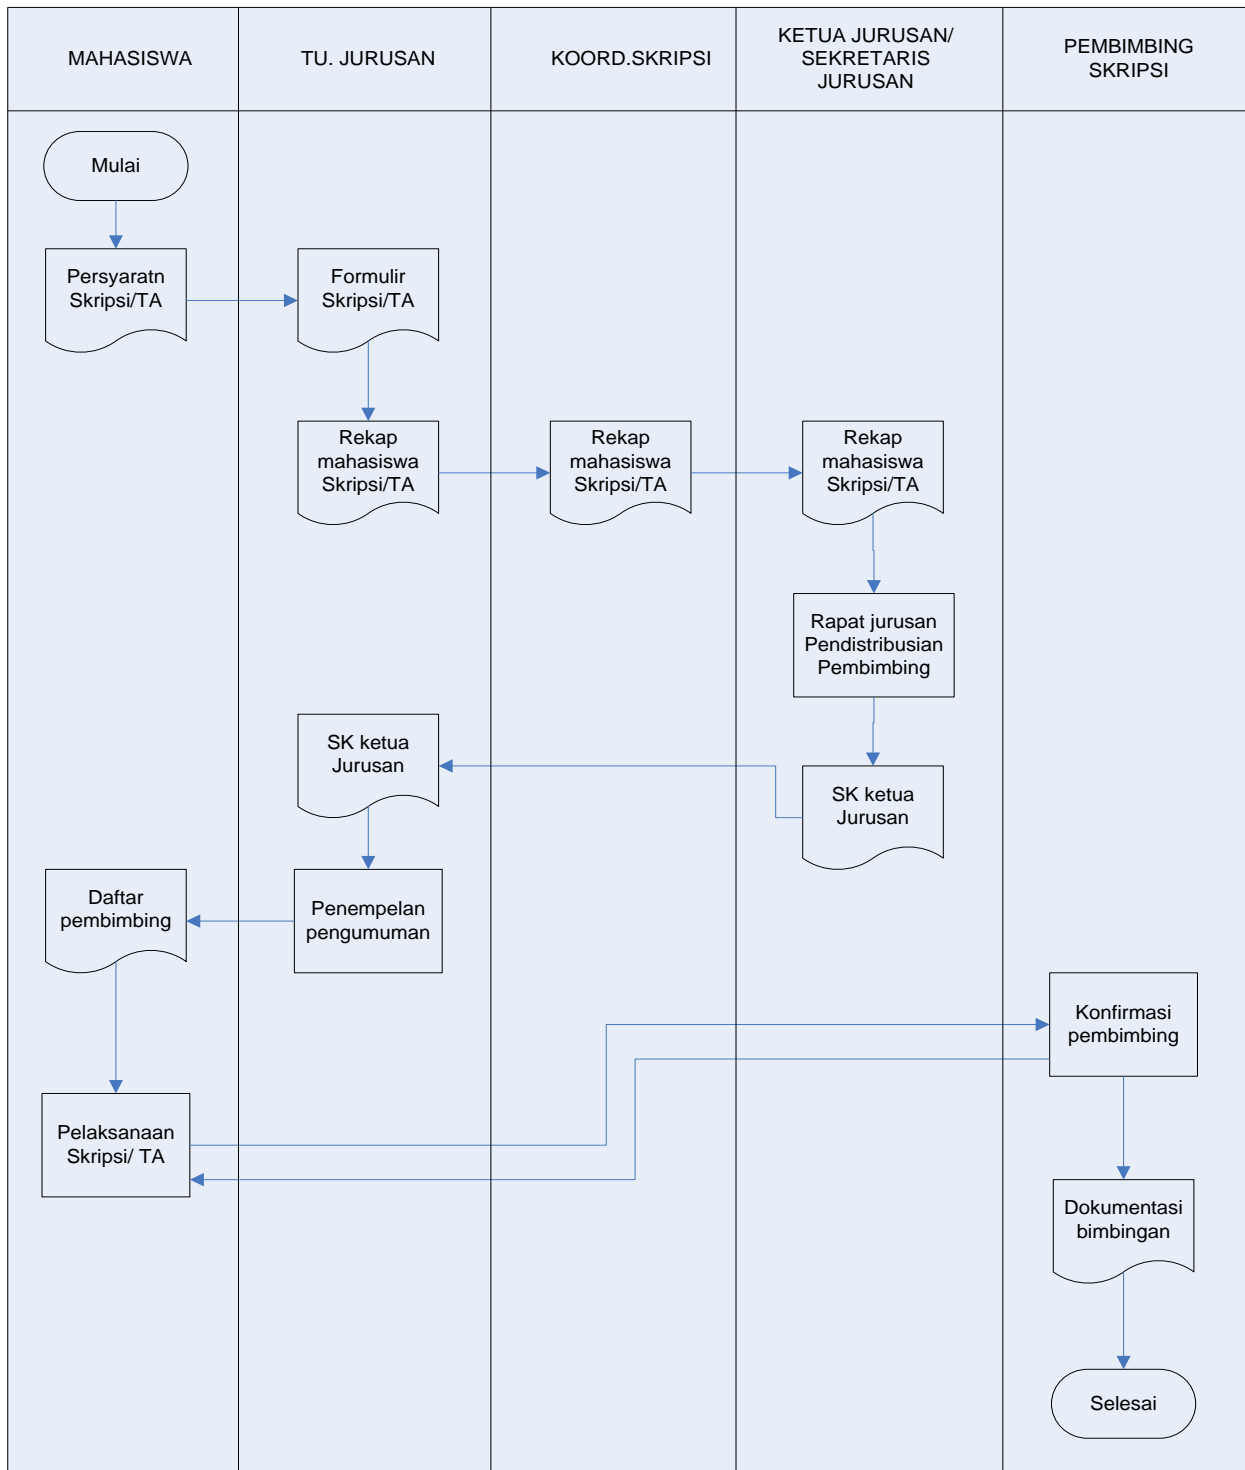 MAHASISWA
TU. JURUSAN
KOORD.SKRIPSI
KETUA JURUSAN/
SEKRETARIS
JURUSAN
PEMBIMBING
SKRIPSI
Mulai
Persyaratn
Skripsi/TA
Formulir
Skripsi/TA
Rekap
mahasiswa
Skripsi/TA
Rekap
mahasiswa
Skripsi/TA
Rekap
mahasiswa
Skripsi/TA
Rapat jurusan
Pendistribusian
Pembimbing
SK ketua
Jurusan
SK ketua
Jurusan
Daftar
pembimbing
Penempelan
pengumuman
Konfirmasi
pembimbing
Pelaksanaan
Skripsi/ TA
Dokumentasi
bimbingan
Selesai